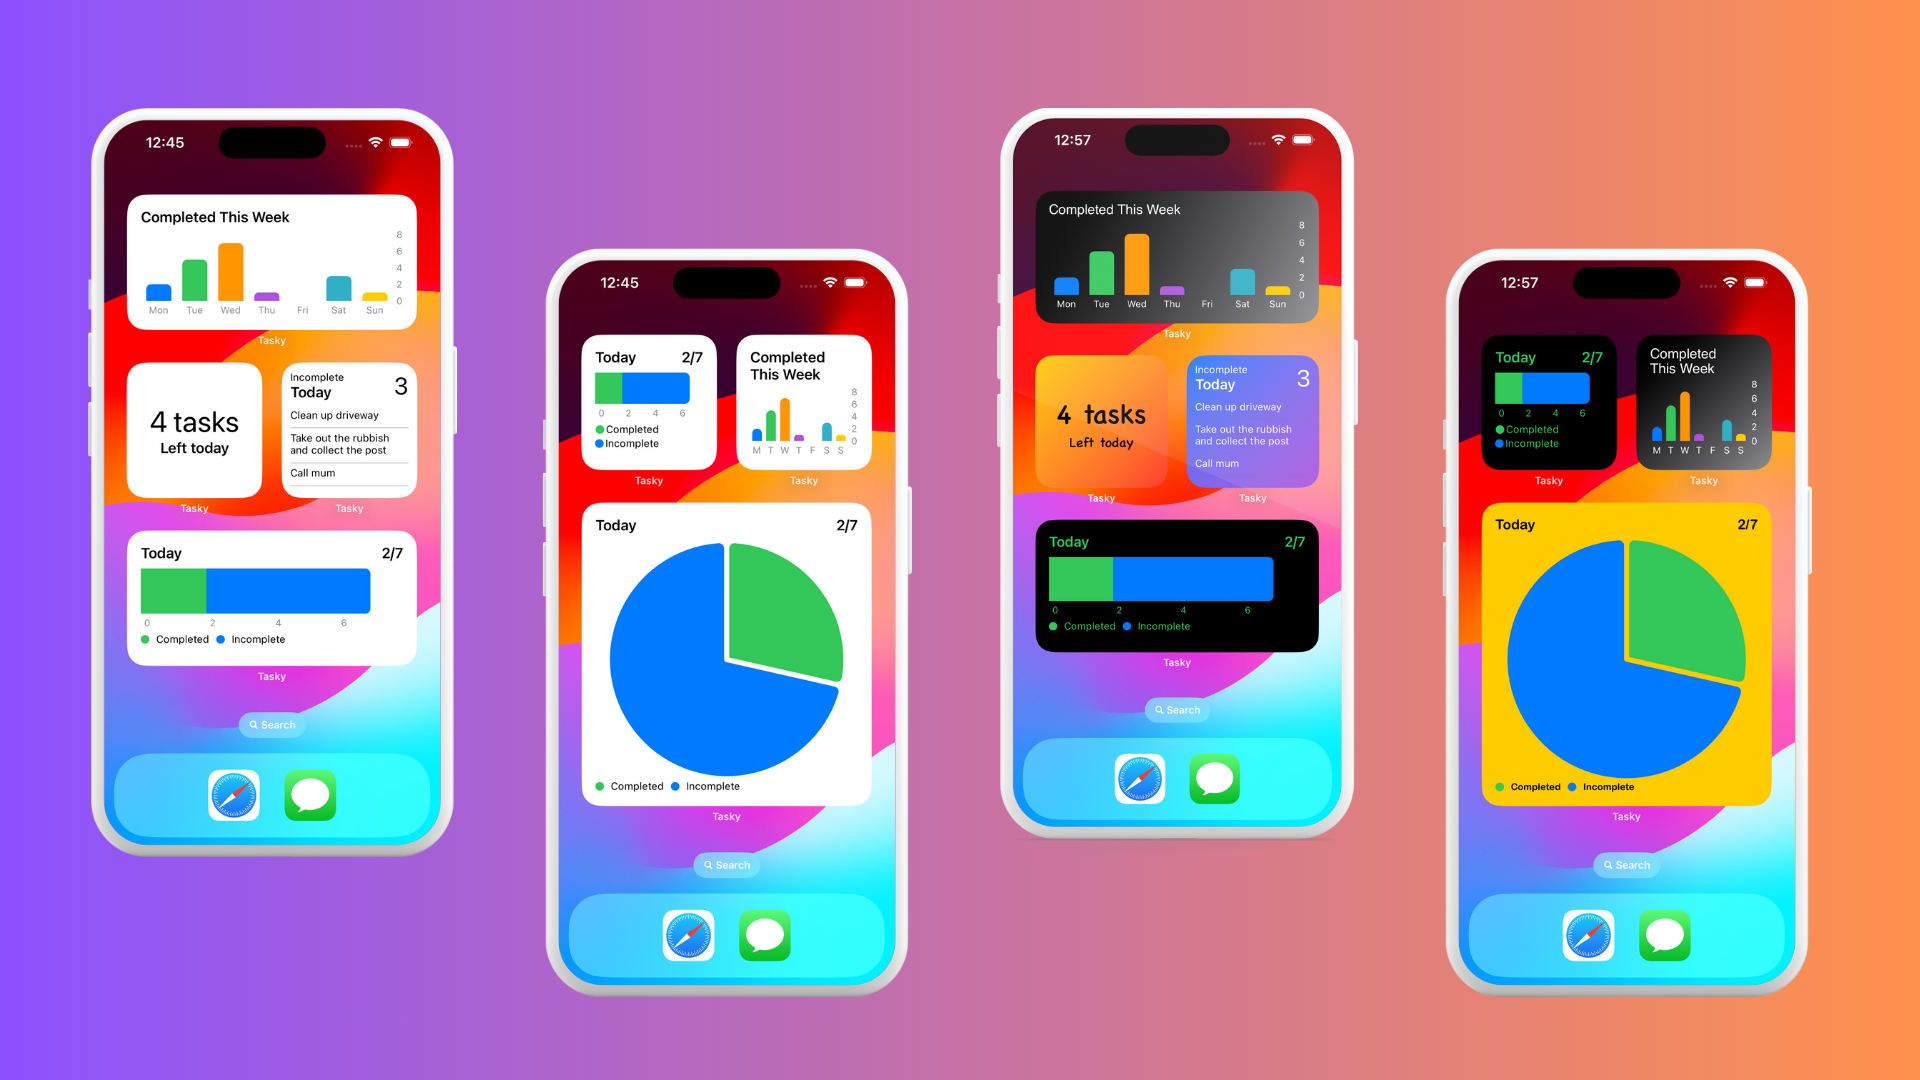 12:45
Completed This Week
8
6
4
2
0
Mon Tue Wed Thu Fri Sat Sun
Tasky
4 tasks
Left today
Tasky
Incomplete
Today
3
Clean up driveway
Take out the rubbish
and collect the post
Call mum
Tasky
Today 2/7
0 2 4 6
Completed Incomplete
Tasky
Search
12:45
Today 2/7
0 2 4 6
Completed
Incomplete
Tasky
Completed
This Week
8
6
4
2
0
M T W T F S S
Tasky
Today 2/7
Completed Incomplete
Tasky
Search
12:57
Completed This Week
8
6
4
2
0
Mon Tue Wed Thu Fri Sat Sun
Tasky
4 tasks
Left today
Tasky
Incomplete
Today
3
Clean up driveway
Take out the rubbish
and collect the post
Call mum
Tasky
Today 2/7
0 2 4 6
Completed Incomplete
Tasky
Search
12:57
Today 2/7
0 2 4 6
Completed
Incomplete
Tasky
Completed
This Week
8
6
4
2
0
M T W T F S S
Tasky
Today 2/7
Completed Incomplete
Tasky
Search